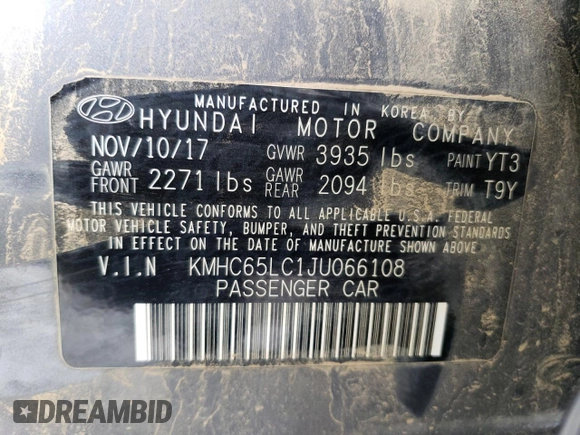 MANUFACTURED IN KOREA BY
HYUNDAI MOTOR COMPANY
NOV/10/17 GVWR 3935 lbs PAINT YT3
GAWR FRONT 2271 lbs GAWR REAR 2094 lbs TRIM T9Y
THIS VEHICLE CONFORMS TO ALL APPLICABLE U.S.A. FEDERAL
MOTOR VEHICLE SAFETY, BUMPER, AND THEFT PREVENTION STANDARDS
IN EFFECT ON THE DATE OF MANUFACTURE SHOWN ABOVE.
V.I.N KMHC65LC1JU066108
PASSENGER CAR
DREAMBID